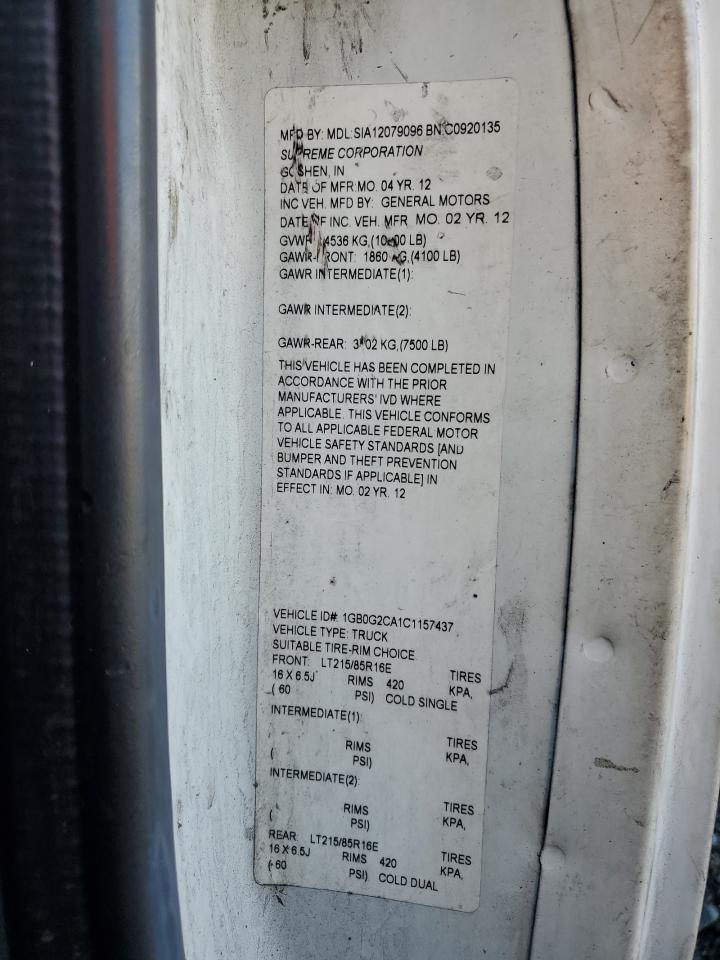 MFD BY: MDL:SIA12079096 BN:C0920135
SUPREME CORPORATION
GOSHEN, IN
DATE OF MFR:MO. 04 YR. 12
INC VEH. MFD BY: GENERAL MOTORS
DATE OF INC. VEH. MFR MO. 02 YR. 12
GVWR 4536 KG,(10000 LB)
GAWR-FRONT: 1860 KG,(4100 LB)
GAWR INTERMEDIATE(1):
GAWR INTERMEDIATE(2):
GAWR-REAR: 3402 KG,(7500 LB)
THIS VEHICLE HAS BEEN COMPLETED IN
ACCORDANCE WITH THE PRIOR
MANUFACTURERS' IVD WHERE
APPLICABLE. THIS VEHICLE CONFORMS
TO ALL APPLICABLE FEDERAL MOTOR
VEHICLE SAFETY STANDARDS [AND
BUMPER AND THEFT PREVENTION
STANDARDS IF APPLICABLE] IN
EFFECT IN: MO. 02 YR. 12
VEHICLE ID#: 1GB0G2CA1C1157437
VEHICLE TYPE: TRUCK
SUITABLE TIRE-RIM CHOICE
FRONT: LT215/85R16E TIRES
16 X 6.5J RIMS 420 KPA,
( 60 PSI) COLD SINGLE
INTERMEDIATE(1):
TIRES
RIMS KPA,
( PSI)
INTERMEDIATE(2):
TIRES
RIMS KPA,
( PSI)
REAR: LT215/85R16E TIRES
16 X 6.5J RIMS 420 KPA,
( 60 PSI) COLD DUAL